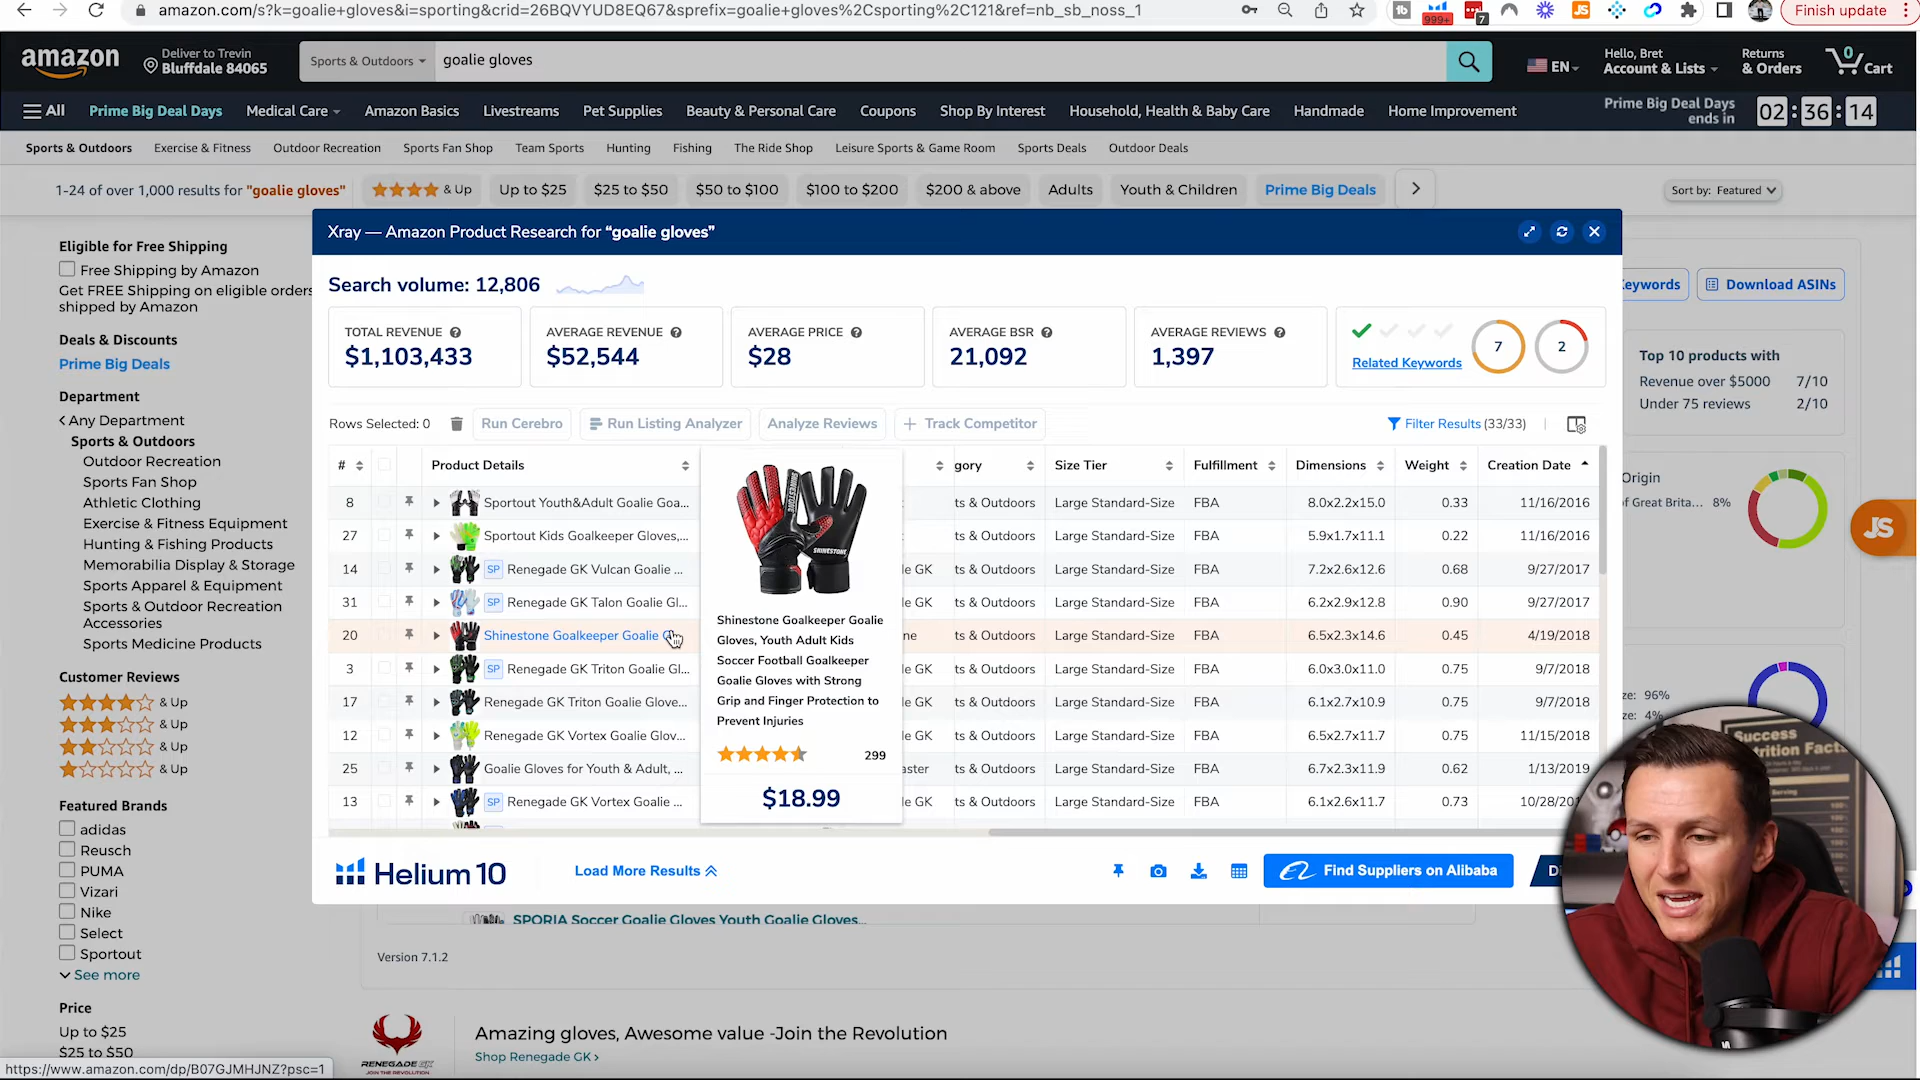 amazon.com/s?k=goalie+gloves&i=sporting&crid=26BQVYUD8EQ67&sprefix=goalie+gloves%2Csporting%2C121&ref=nb_sb_noss_1
tb
999+
7
JS
Finish update
amazon
Deliver to Trevin
Bluffdale 84065
Sports & Outdoors
goalie gloves
EN
Hello, Bret
Account & Lists
Returns
& Orders
0
Cart
All
Prime Big Deal Days
Medical Care
Amazon Basics
Livestreams
Pet Supplies
Beauty & Personal Care
Coupons
Shop By Interest
Household, Health & Baby Care
Handmade
Home Improvement
Prime Big Deal Days
ends in
02 : 36 : 14
Sports & Outdoors
Exercise & Fitness
Outdoor Recreation
Sports Fan Shop
Team Sports
Hunting
Fishing
The Ride Shop
Leisure Sports & Game Room
Sports Deals
Outdoor Deals
1-24 of over 1,000 results for "goalie gloves"
& Up
Up to $25
$25 to $50
$50 to $100
$100 to $200
$200 & above
Adults
Youth & Children
Prime Big Deals
Sort by: Featured
Eligible for Free Shipping
Free Shipping by Amazon
Get FREE Shipping on eligible orders
shipped by Amazon
Deals & Discounts
Prime Big Deals
Department
Any Department
Sports & Outdoors
Outdoor Recreation
Sports Fan Shop
Athletic Clothing
Exercise & Fitness Equipment
Hunting & Fishing Products
Memorabilia Display & Storage
Sports Apparel & Equipment
Sports & Outdoor Recreation
Accessories
Sports Medicine Products
Customer Reviews
& Up
& Up
& Up
& Up
Featured Brands
adidas
Reusch
PUMA
Vizari
Nike
Select
Sportout
See more
Price
Up to $25
$25 to $50
https://www.amazon.com/dp/B07GJMHJNZ?psc=1
Xray — Amazon Product Research for “goalie gloves”
Search volume: 12,806
TOTAL REVENUE
$1,103,433
AVERAGE REVENUE
$52,544
AVERAGE PRICE
$28
AVERAGE BSR
21,092
AVERAGE REVIEWS
1,397
Related Keywords
7
2
Rows Selected: 0
Run Cerebro
Run Listing Analyzer
Analyze Reviews
Track Competitor
Filter Results (33/33)
# Product Details gory Size Tier Fulfillment Dimensions Weight Creation Date
8 Sportout Youth&Adult Goalie Goa... ts & Outdoors Large Standard-Size FBA 8.0x2.2x15.0 0.33 11/16/2016
27 Sportout Kids Goalkeeper Gloves,... ts & Outdoors Large Standard-Size FBA 5.9x1.7x11.1 0.22 11/16/2016
14 SP Renegade GK Vulcan Goalie ... le GK ts & Outdoors Large Standard-Size FBA 7.2x2.6x12.6 0.68 9/27/2017
31 SP Renegade GK Talon Goalie Gl... le GK ts & Outdoors Large Standard-Size FBA 6.2x2.9x12.8 0.90 9/27/2017
20 Shinestone Goalkeeper Goalie G ne ts & Outdoors Large Standard-Size FBA 6.5x2.3x14.6 0.45 4/19/2018
3 SP Renegade GK Triton Goalie Gl... le GK ts & Outdoors Large Standard-Size FBA 6.0x3.0x11.0 0.75 9/7/2018
17 Renegade GK Triton Goalie Glove... le GK ts & Outdoors Large Standard-Size FBA 6.1x2.7x10.9 0.75 9/7/2018
12 Renegade GK Vortex Goalie Glov... le GK ts & Outdoors Large Standard-Size FBA 6.5x2.7x11.7 0.75 11/15/2018
25 Goalie Gloves for Youth & Adult, ... aster ts & Outdoors Large Standard-Size FBA 6.7x2.3x11.9 0.62 1/13/2019
13 SP Renegade GK Vortex Goalie ... le GK ts & Outdoors Large Standard-Size FBA 6.1x2.6x11.7 0.73 10/28/201
SHINESTONE
Shinestone Goalkeeper Goalie
Gloves, Youth Adult Kids
Soccer Football Goalkeeper
Goalie Gloves with Strong
Grip and Finger Protection to
Prevent Injuries
299
$18.99
Helium 10
Load More Results
Find Suppliers on Alibaba
Di
eywords
Download ASINs
Top 10 products with
Revenue over $5000 7/10
Under 75 reviews 2/10
Origin
of Great Brita... 8%
JS
ze: 96%
ze: 4%
SPORIA Soccer Goalie Gloves Youth Goalie Gloves...
Version 7.1.2
RENEGADE GK
JOIN THE REVOLUTION
Amazing gloves, Awesome value -Join the Revolution
Shop Renegade GK ›
Success
Nutrition Facts